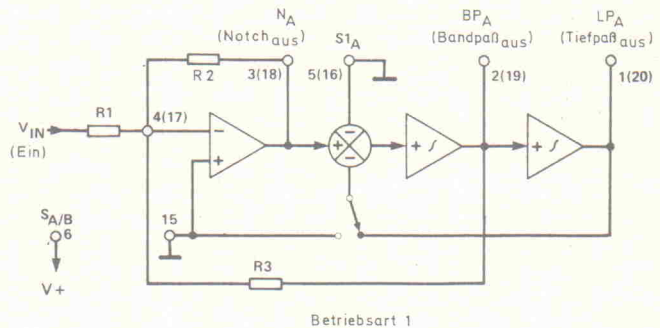 N_A
(Notch_aus)
S1_A
BP_A
(Bandpaß_aus)
LP_A
(Tiefpaß_aus)
R2
3(18)
5(16)
2(19)
1(20)
R1
4(17)
V_IN
(Ein)
−
+
+
−
−
+ ∫
+ ∫
S_A/B
6
V+
15
R3
Betriebsart 1